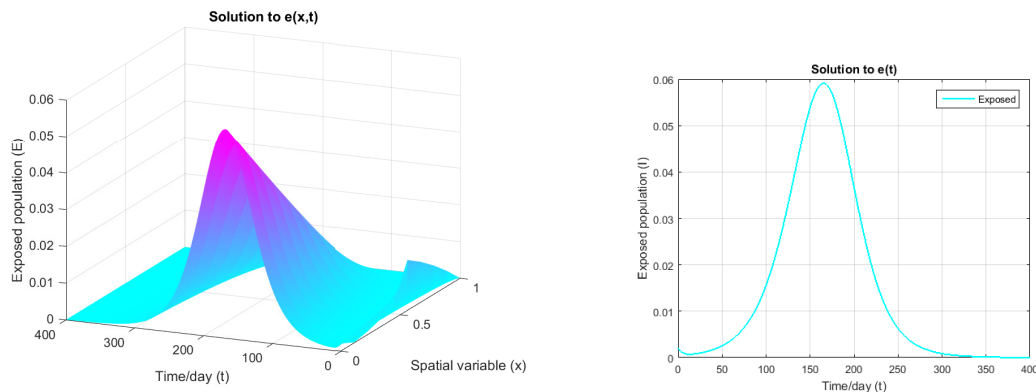 Solution to e(x,t)
0.06
0.05
0.04
0.03
0.02
0.01
0
Exposed population (E)
400
300
200
100
0
Time/day (t)
0
0.5
1
Spatial variable (x)
Solution to e(t)
Exposed
0.06
0.05
0.04
0.03
0.02
0.01
0
Exposed population (I)
0 50 100 150 200 250 300 350 400
Time/day (t)